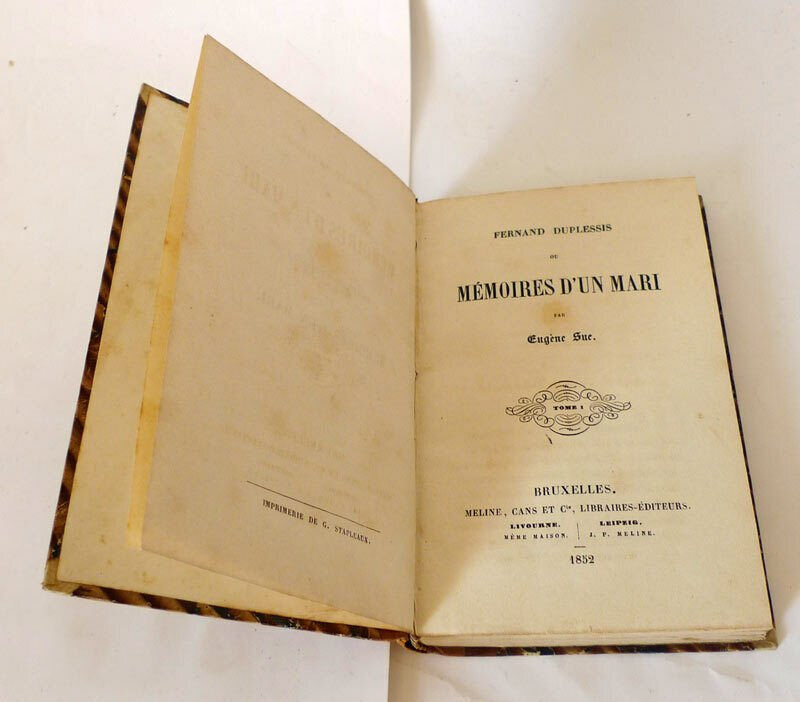 IMPRIMERIE DE G. STAPLEAUX.
FERNAND DUPLESSIS
OU
MÉMOIRES D'UN MARI
PAR
Eugène Sue.
TOME 1
BRUXELLES.
MELINE, CANS ET Cie, LIBRAIRES-ÉDITEURS.
LIVOURNE. LEIPZIG.
MÊME MAISON. J. P. MELINE.
1852